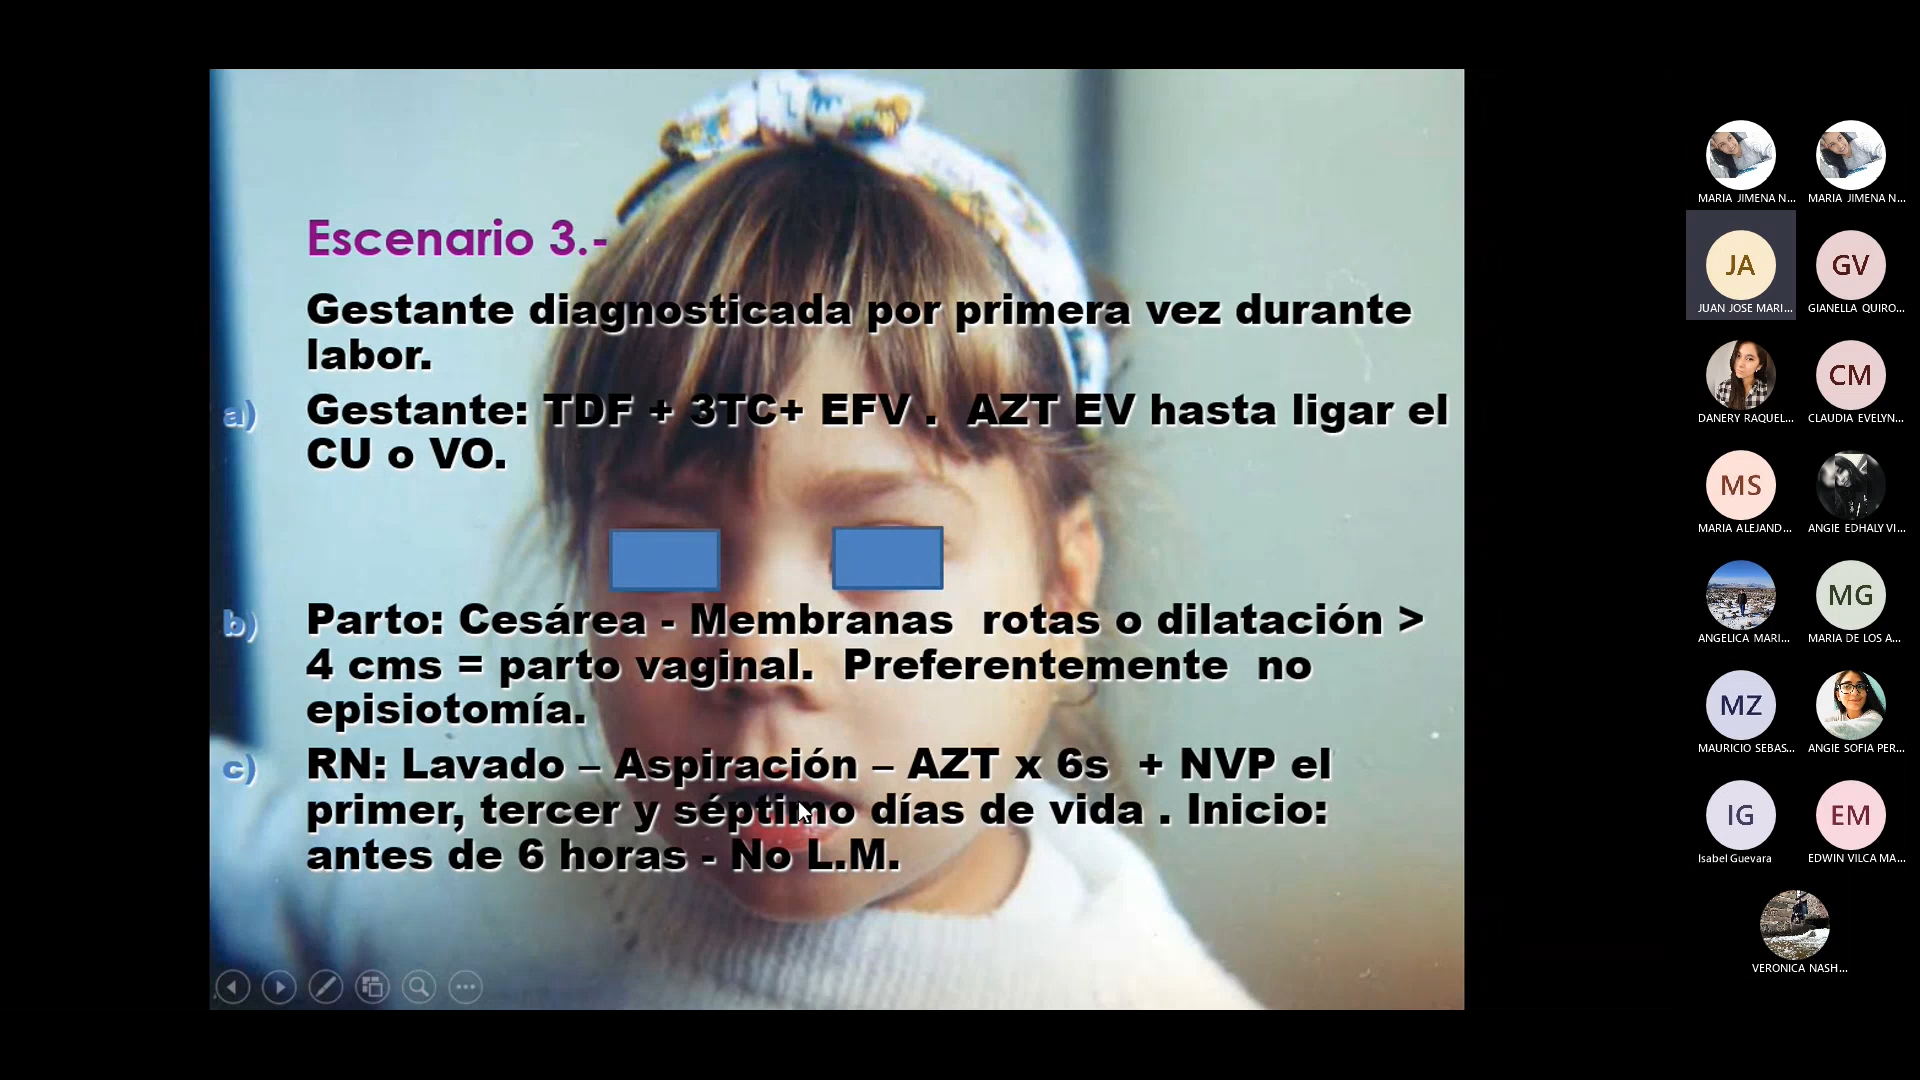 Escenario 3.-
Gestante diagnosticada por primera vez durante
labor.
a) Gestante: TDF + 3TC+ EFV . AZT EV hasta ligar el
CU o VO.
b) Parto: Cesárea - Membranas rotas o dilatación >
4 cms = parto vaginal. Preferentemente no
episiotomía.
c) RN: Lavado – Aspiración – AZT x 6s + NVP el
primer, tercer y séptimo días de vida . Inicio:
antes de 6 horas - No L.M.
MARIA JIMENA N...
MARIA JIMENA N...
JA
JUAN JOSE MARI...
GV
GIANELLA QUIRO...
DANERY RAQUEL...
CM
CLAUDIA EVELYN...
MS
MARIA ALEJAND...
ANGIE EDHALY VI...
ANGELICA MARI...
MG
MARIA DE LOS A...
MZ
MAURICIO SEBAS...
ANGIE SOFIA PER...
IG
Isabel Guevara
EM
EDWIN VILCA MA...
VERONICA NASH...